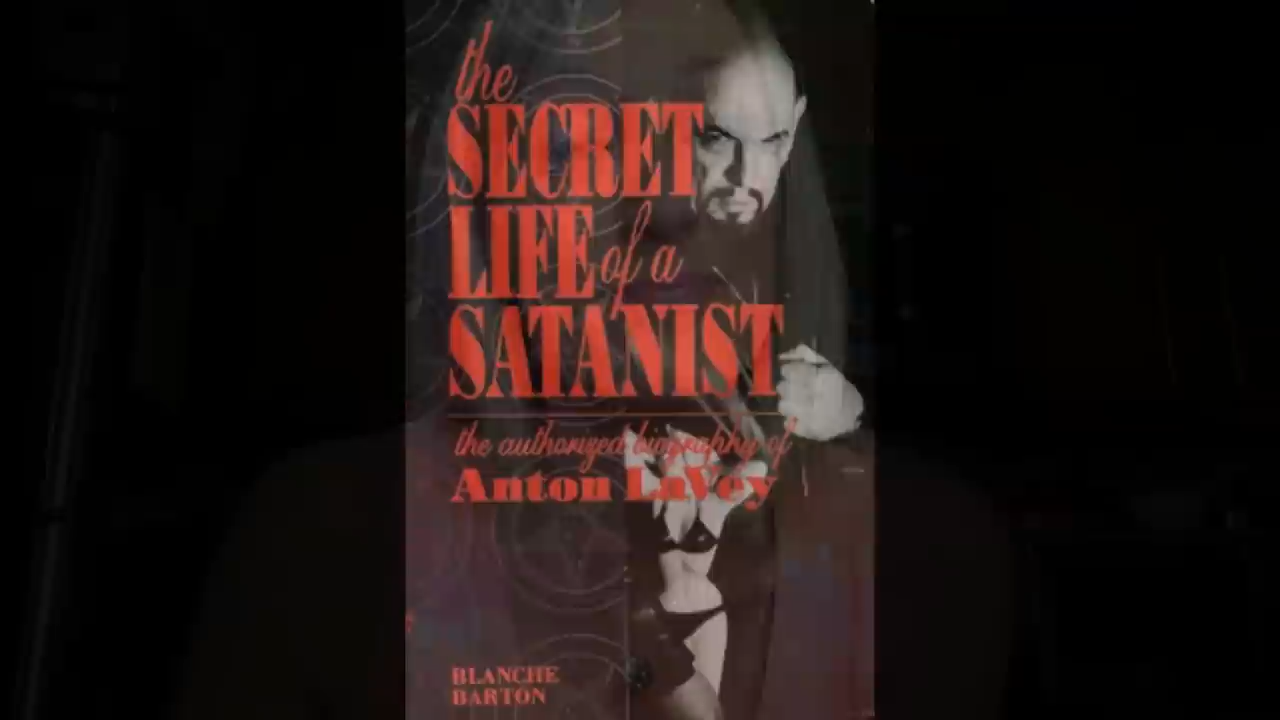 the
SECRET
LIFE of a
SATANIST
the authorized biography of
Anton LaVey
BLANCHE
BARTON